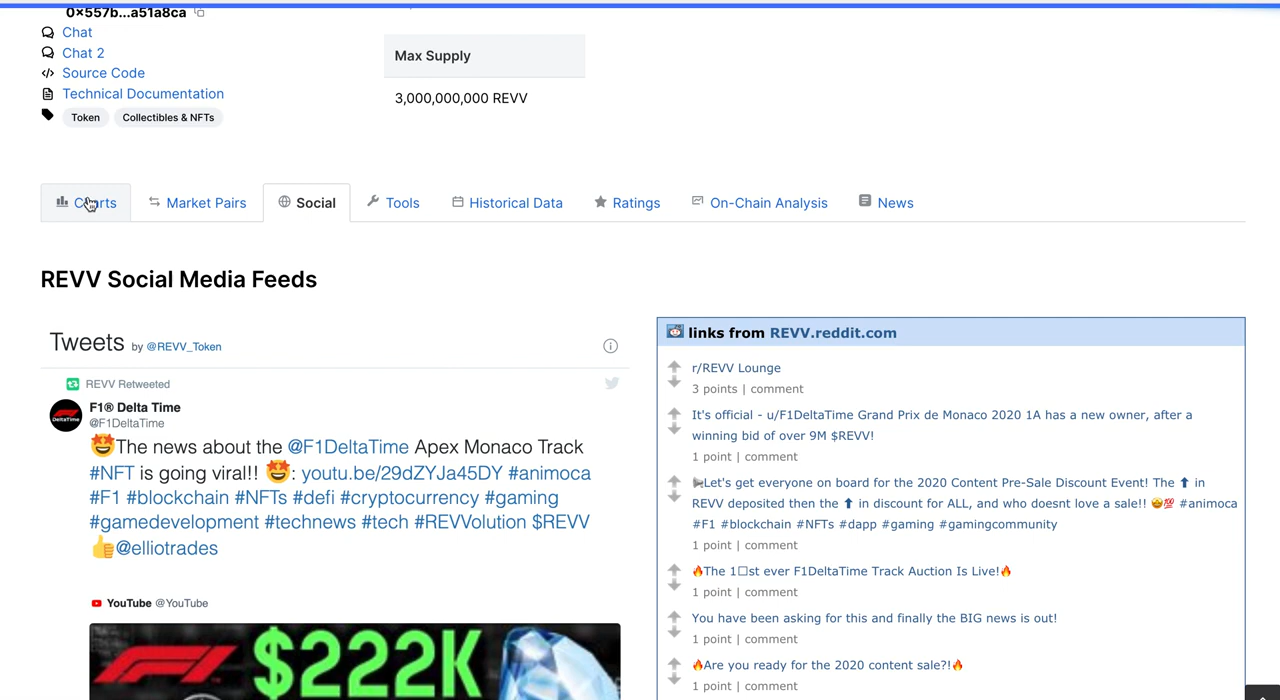 0x557b...a51a8ca
Chat
Chat 2
Source Code
Technical Documentation
Token Collectibles & NFTs
Max Supply
3,000,000,000 REVV
Charts Market Pairs Social Tools Historical Data Ratings On-Chain Analysis News
REVV Social Media Feeds
Tweets by @REVV_Token
REVV Retweeted
F1® Delta Time
@F1DeltaTime
🤩The news about the @F1DeltaTime Apex Monaco Track
#NFT is going viral!! 🤩: youtu.be/29dZYJa45DY #animoca
#F1 #blockchain #NFTs #defi #cryptocurrency #gaming
#gamedevelopment #technews #tech #REVVolution $REVV
👍@elliotrades
YouTube @YouTube
F1 $222K
links from REVV.reddit.com
r/REVV Lounge
3 points | comment
It's official - u/F1DeltaTime Grand Prix de Monaco 2020 1A has a new owner, after a
winning bid of over 9M $REVV!
1 point | comment
Let's get everyone on board for the 2020 Content Pre-Sale Discount Event! The ⬆ in
REVV deposited then the ⬆ in discount for ALL, and who doesnt love a sale!! 🤩💯 #animoca
#F1 #blockchain #NFTs #dapp #gaming #gamingcommunity
1 point | comment
🔥The 1□st ever F1DeltaTime Track Auction Is Live!🔥
1 point | comment
You have been asking for this and finally the BIG news is out!
1 point | comment
🔥Are you ready for the 2020 content sale?!🔥
1 point | comment